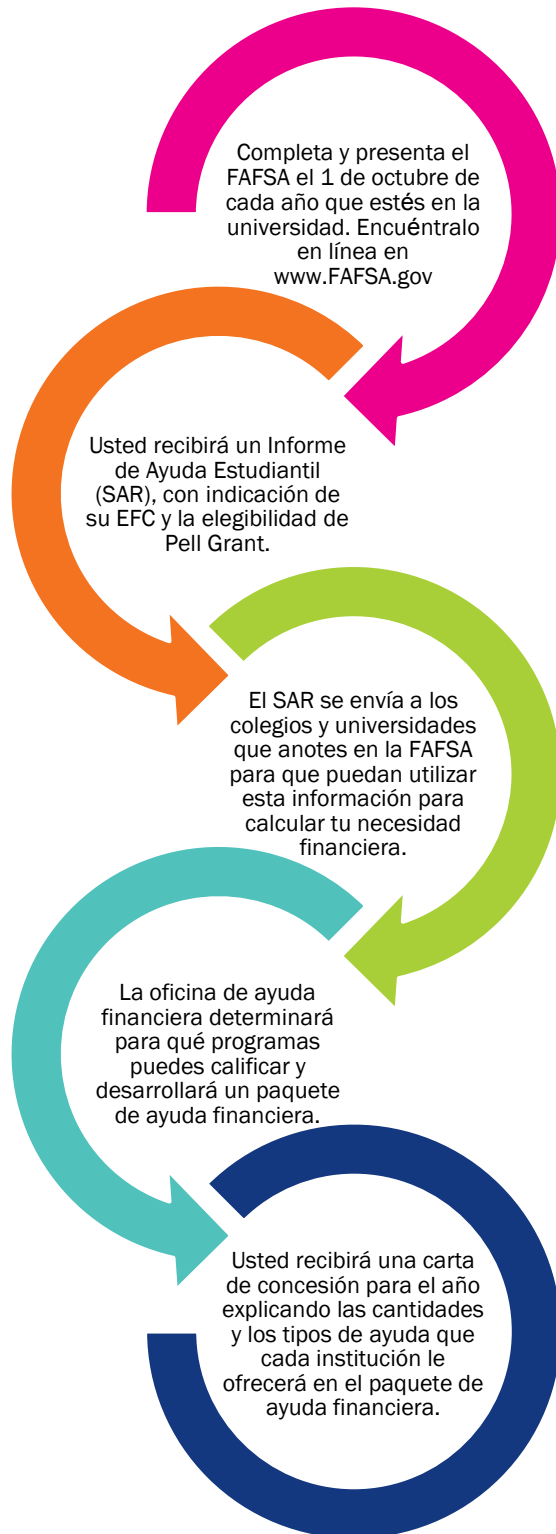 Completa y presenta el
FAFSA el 1 de octubre de
cada año que estés en la
universidad. Encuéntralo
en línea en
www.FAFSA.gov
Usted recibirá un Informe
de Ayuda Estudiantil
(SAR), con indicación de
su EFC y la elegibilidad de
Pell Grant.
El SAR se envía a los
colegios y universidades
que anotes en la FAFSA
para que puedan utilizar
esta información para
calcular tu necesidad
financiera.
La oficina de ayuda
financiera determinará
para qué programas
puedes calificar y
desarrollará un paquete
de ayuda financiera.
Usted recibirá una carta
de concesión para el año
explicando las cantidades
y los tipos de ayuda que
cada institución le
ofrecerá en el paquete de
ayuda financiera.